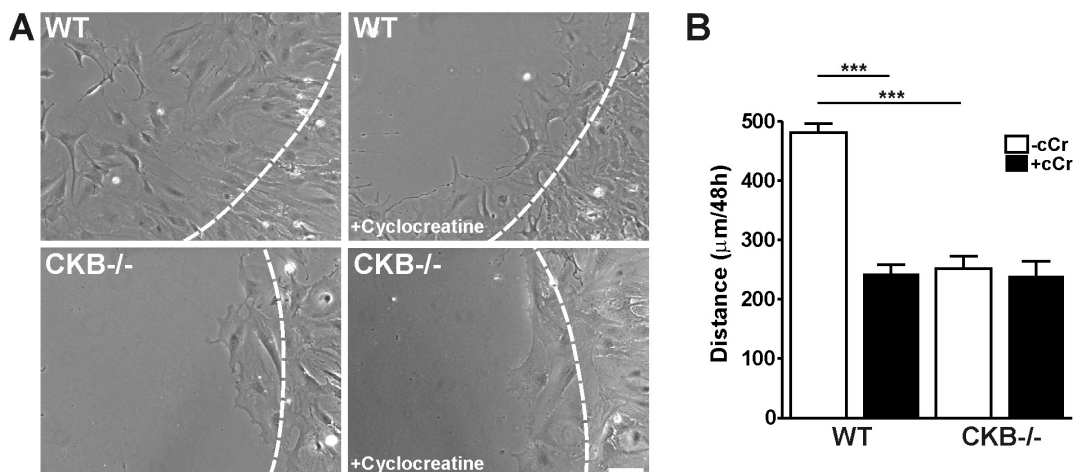 A
WT
WT
+Cyclocreatine
CKB-/-
CKB-/-
+Cyclocreatine
B
***
***
500
400
300
200
100
0
Distance (μm/48h)
-cCr
+cCr
WT
CKB-/-